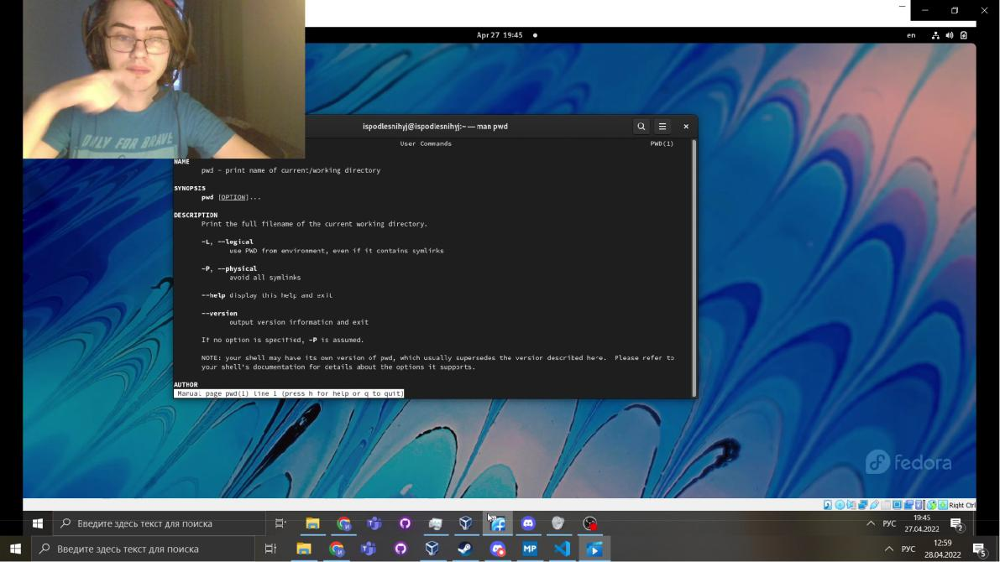 DALY FOR BRAVE
Apr 27 19:45
en
ispodlesnihyj@ispodlesnihyj:~ — man pwd
User Commands
PWD(1)
NAME
pwd - print name of current/working directory
SYNOPSIS
pwd [OPTION]...
DESCRIPTION
Print the full filename of the current working directory.
-L, --logical
use PWD from environment, even if it contains symlinks
-P, --physical
avoid all symlinks
--help display this help and exit
--version
output version information and exit
If no option is specified, -P is assumed.
NOTE: your shell may have its own version of pwd, which usually supersedes the version described here. Please refer to
your shell's documentation for details about the options it supports.
AUTHOR
Manual page pwd(1) line 1 (press h for help or q to quit)
fedora
Right Ctrl
Введите здесь текст для поиска
РУС
19:45
27.04.2022
2
Введите здесь текст для поиска
MP
РУС
12:59
28.04.2022
5